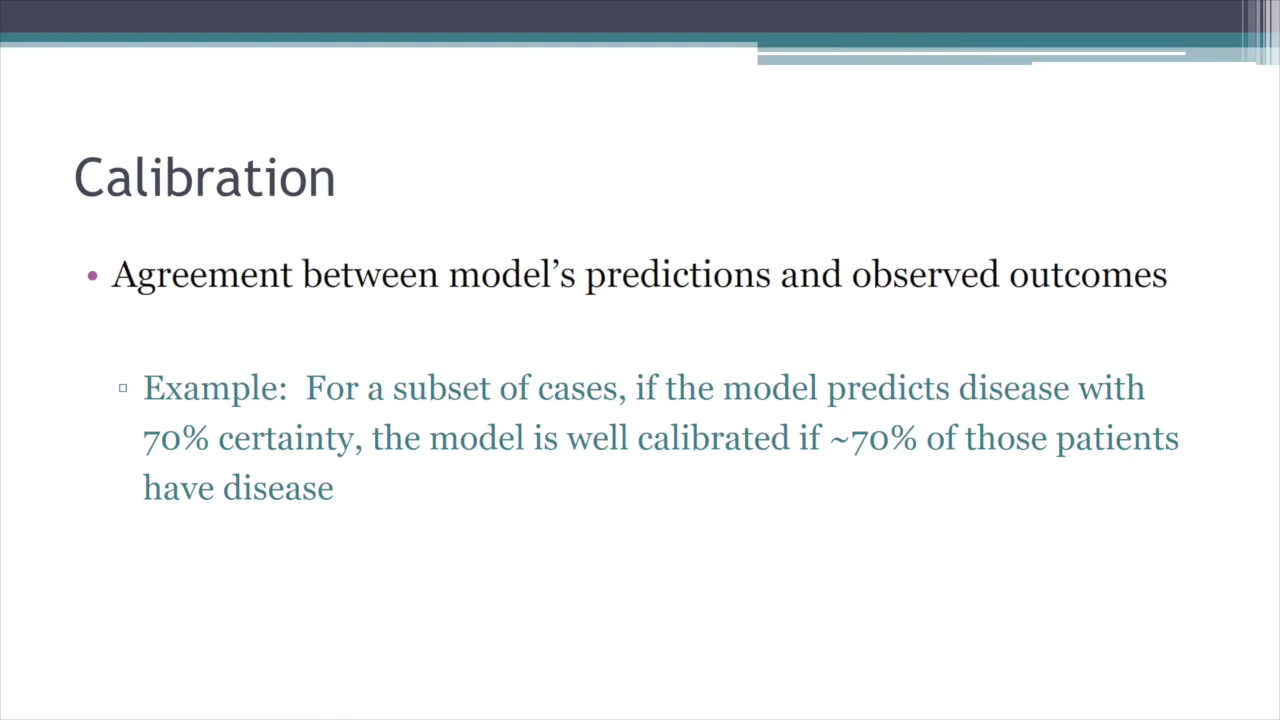 Calibration
• Agreement between model’s predictions and observed outcomes
▫ Example:  For a subset of cases, if the model predicts disease with
70% certainty, the model is well calibrated if ~70% of those patients
have disease